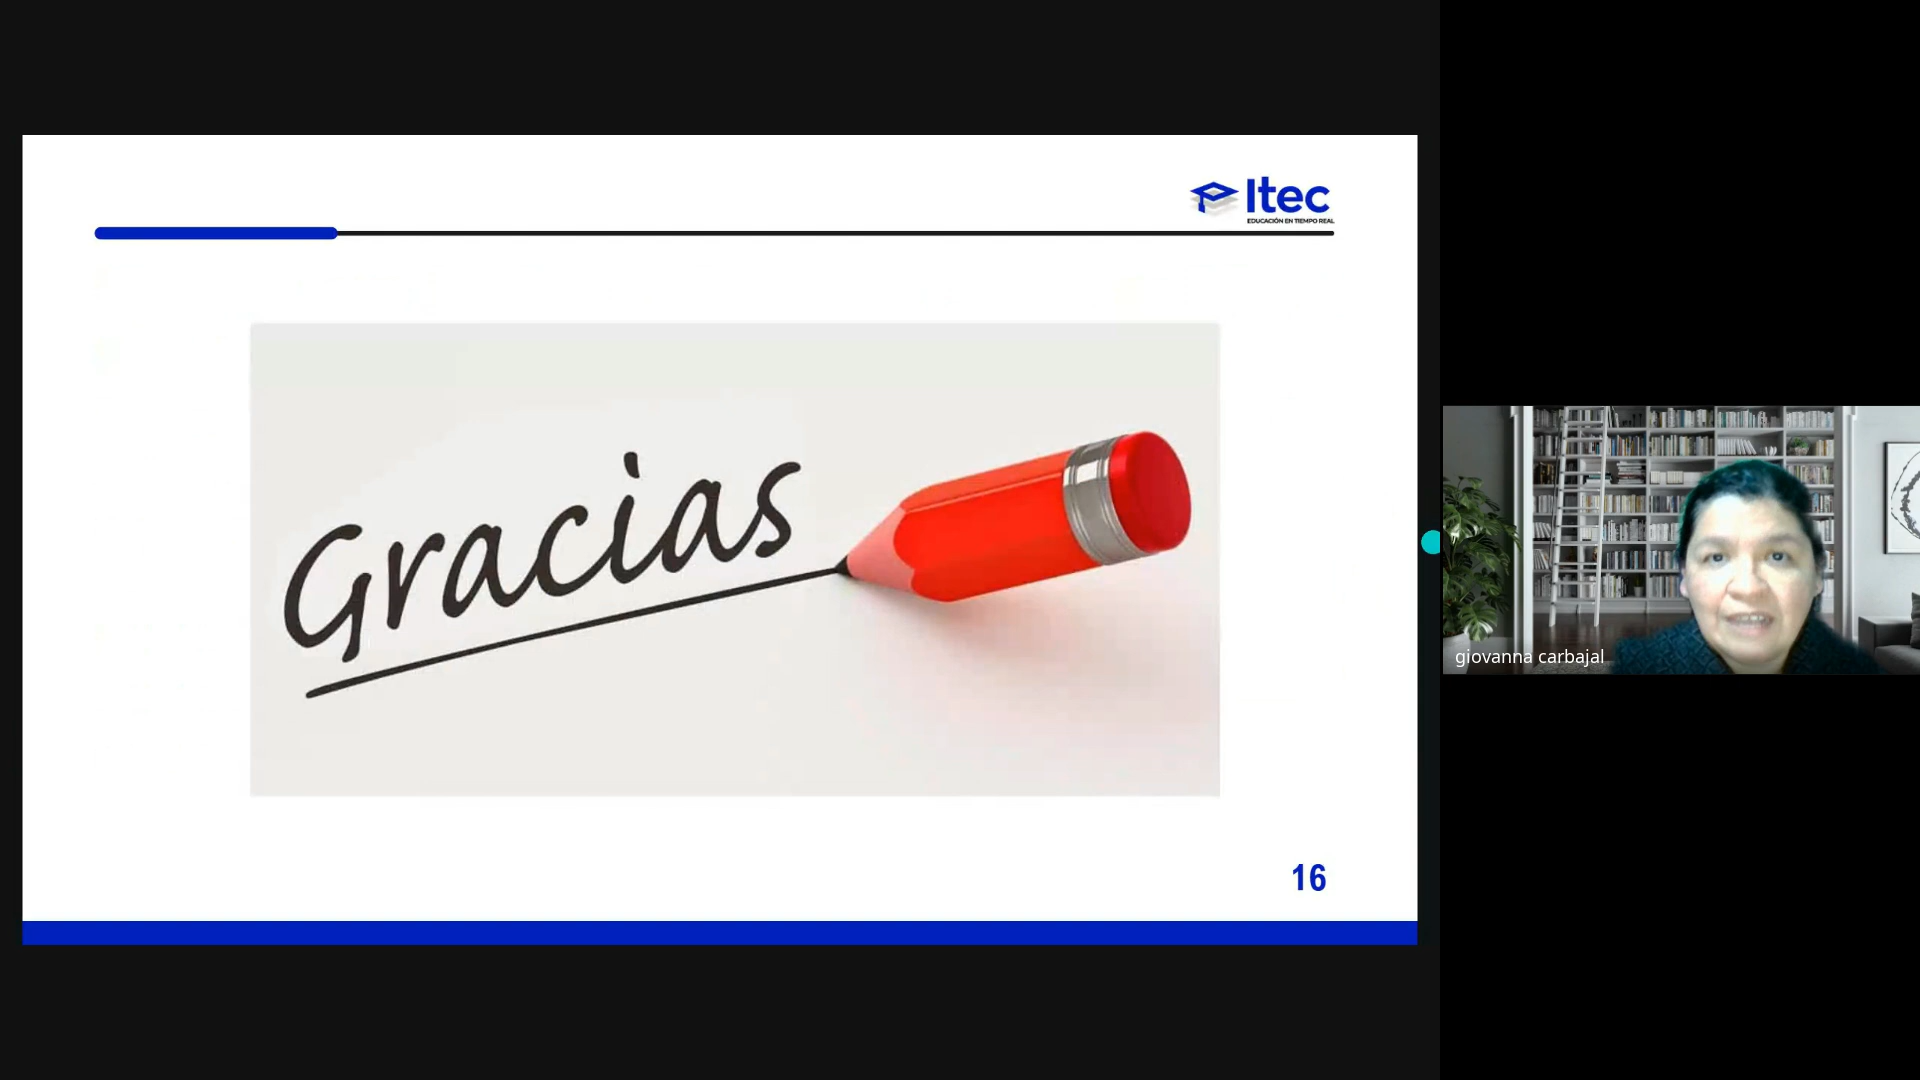 Itec
EDUCACIÓN EN TIEMPO REAL
Gracias
giovanna carbajal
16